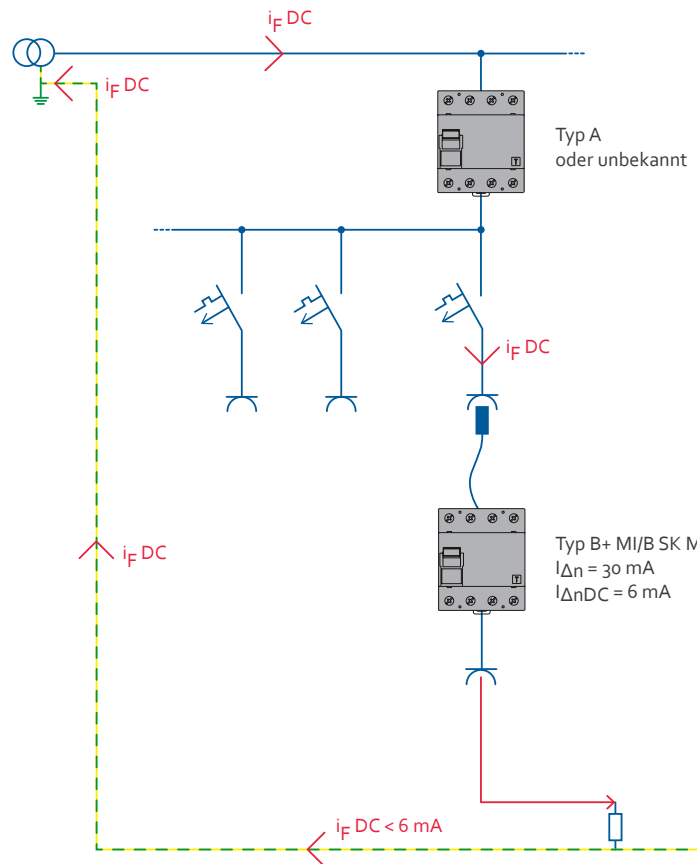 iF DC
iF DC
Typ A
oder unbekannt
T
iF DC
iF DC
Typ B+ MI/B SK M
IΔn = 30 mA
IΔnDC = 6 mA
T
iF DC < 6 mA